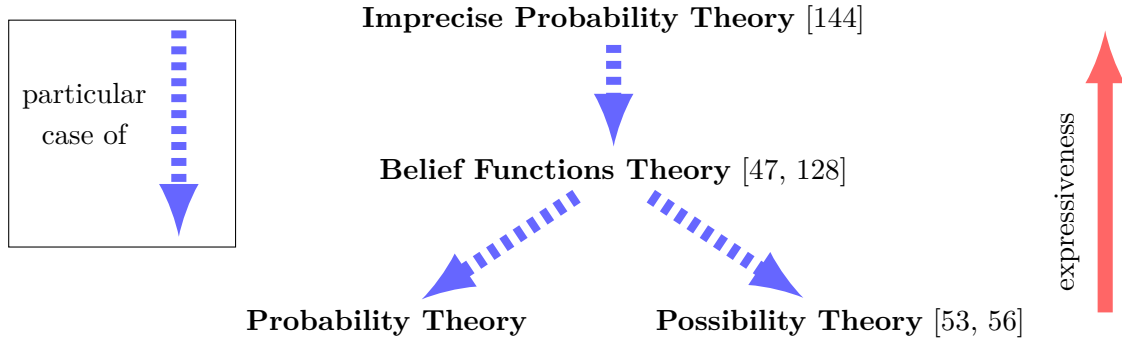 Imprecise Probability Theory [144]
particular
case of
Belief Functions Theory [47, 128]
expressiveness
Probability Theory
Possibility Theory [53, 56]